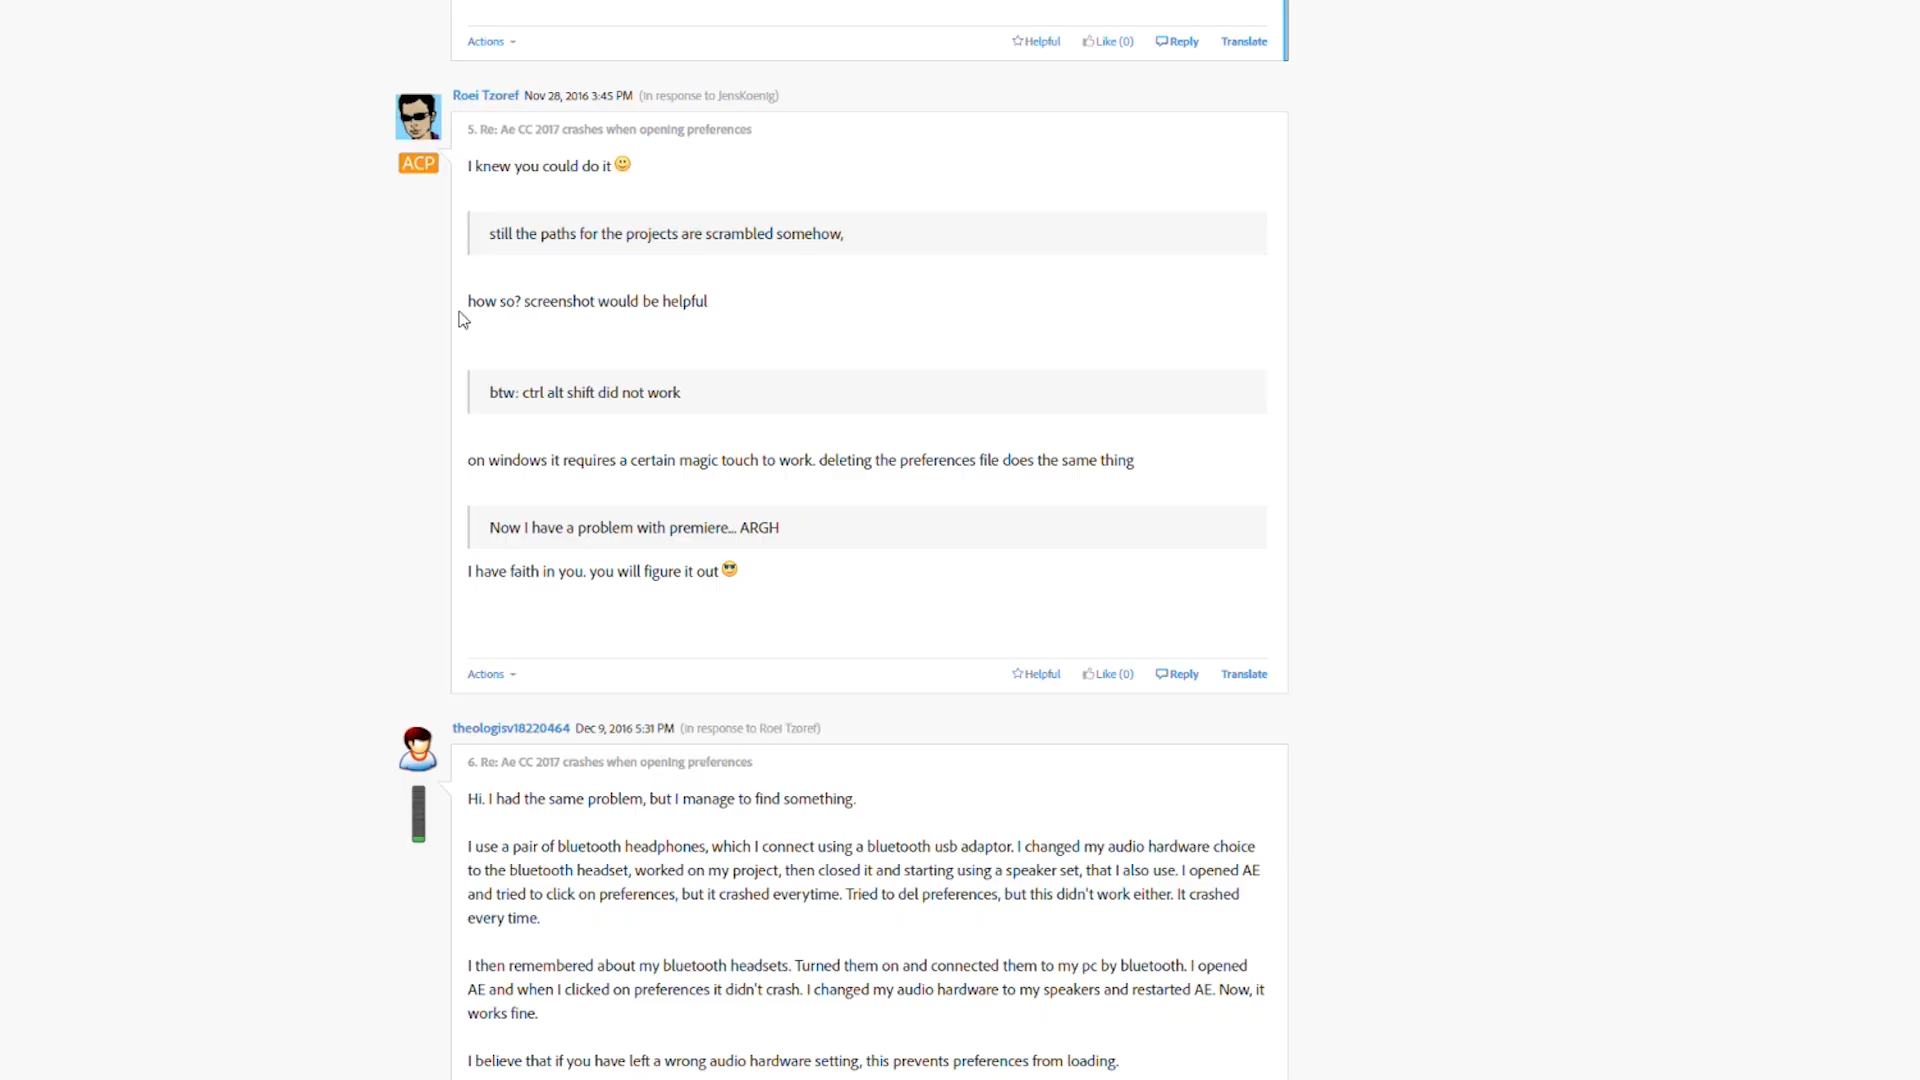 Actions
Helpful Like (0) Reply Translate
Roei Tzoref Nov 28, 2016 3:45 PM (in response to JensKoenig)
ACP
5. Re: Ae CC 2017 crashes when opening preferences
I knew you could do it
still the paths for the projects are scrambled somehow,
how so? screenshot would be helpful
btw: ctrl alt shift did not work
on windows it requires a certain magic touch to work. deleting the preferences file does the same thing
Now I have a problem with premiere... ARGH
I have faith in you. you will figure it out
Actions
Helpful Like (0) Reply Translate
theologisv18220464 Dec 9, 2016 5:31 PM (in response to Roei Tzoref)
6. Re: Ae CC 2017 crashes when opening preferences
Hi. I had the same problem, but I manage to find something.
I use a pair of bluetooth headphones, which I connect using a bluetooth usb adaptor. I changed my audio hardware choice
to the bluetooth headset, worked on my project, then closed it and starting using a speaker set, that I also use. I opened AE
and tried to click on preferences, but it crashed everytime. Tried to del preferences, but this didn't work either. It crashed
every time.
I then remembered about my bluetooth headsets. Turned them on and connected them to my pc by bluetooth. I opened
AE and when I clicked on preferences it didn't crash. I changed my audio hardware to my speakers and restarted AE. Now, it
works fine.
I believe that if you have left a wrong audio hardware setting, this prevents preferences from loading.